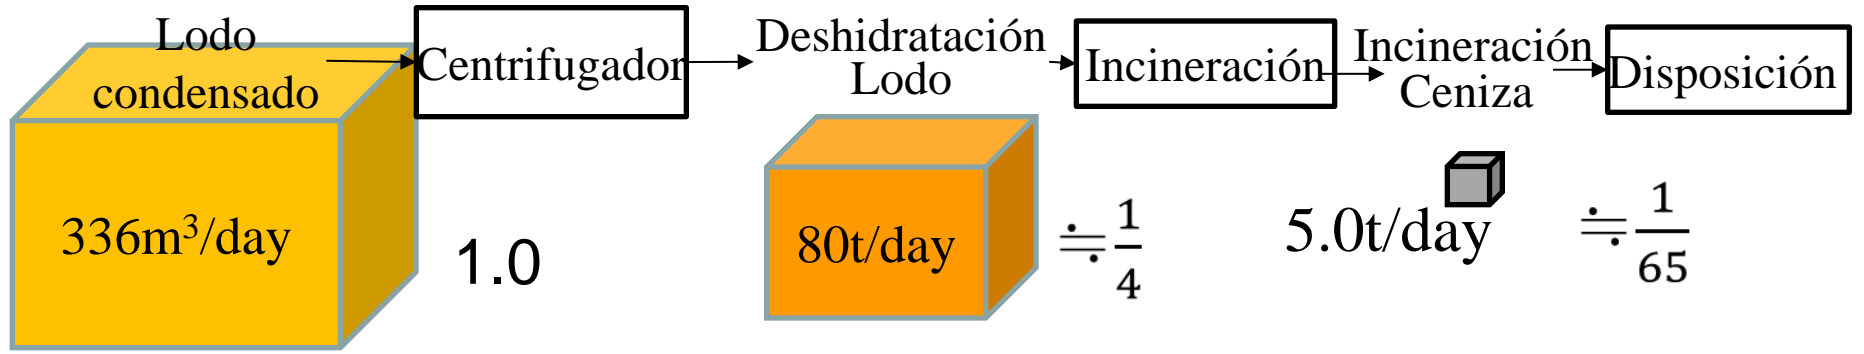 Lodo
condensado
Centrifugador
Deshidratación
Lodo
Incineración
Incineración
Ceniza
Disposición
336m³/day
1.0
80t/day
≒1/4
5.0t/day
≒1/65